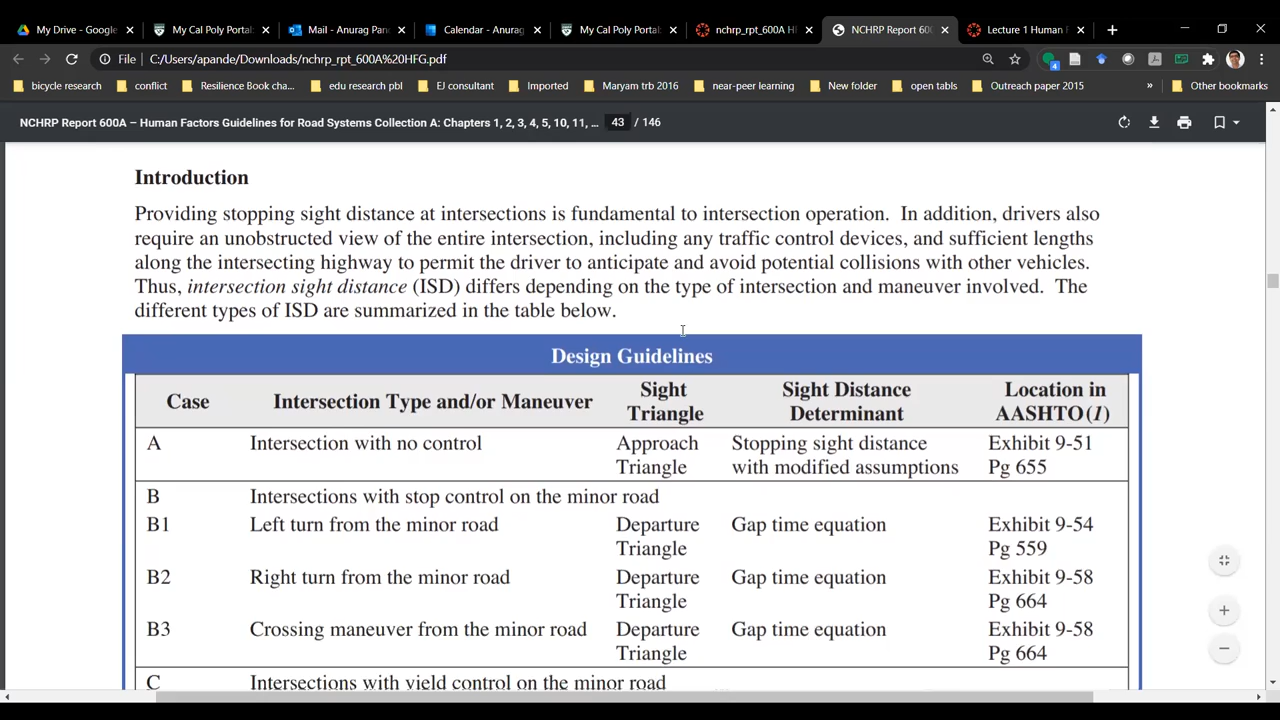 My Drive - Google
My Cal Poly Portal:
Mail - Anurag Pan
Calendar - Anurag
My Cal Poly Portal:
nchrp_rpt_600A H
NCHRP Report 600
Lecture 1 Human F
File C:/Users/apande/Downloads/nchrp_rpt_600A%20HFG.pdf
4
bicycle research
conflict
Resilience Book cha...
edu research pbl
EJ consultant
Imported
Maryam trb 2016
near-peer learning
New folder
open tabls
Outreach paper 2015
»
Other bookmarks
NCHRP Report 600A – Human Factors Guidelines for Road Systems Collection A: Chapters 1, 2, 3, 4, 5, 10, 11, ... 43 / 146
Introduction
Providing stopping sight distance at intersections is fundamental to intersection operation. In addition, drivers also
require an unobstructed view of the entire intersection, including any traffic control devices, and sufficient lengths
along the intersecting highway to permit the driver to anticipate and avoid potential collisions with other vehicles.
Thus, intersection sight distance (ISD) differs depending on the type of intersection and maneuver involved. The
different types of ISD are summarized in the table below.
Design Guidelines
Case Intersection Type and/or Maneuver Sight Triangle Sight Distance Determinant Location in AASHTO(1)
A Intersection with no control Approach Triangle Stopping sight distance with modified assumptions Exhibit 9-51 Pg 655
B Intersections with stop control on the minor road
B1 Left turn from the minor road Departure Triangle Gap time equation Exhibit 9-54 Pg 559
B2 Right turn from the minor road Departure Triangle Gap time equation Exhibit 9-58 Pg 664
B3 Crossing maneuver from the minor road Departure Triangle Gap time equation Exhibit 9-58 Pg 664
C Intersections with yield control on the minor road